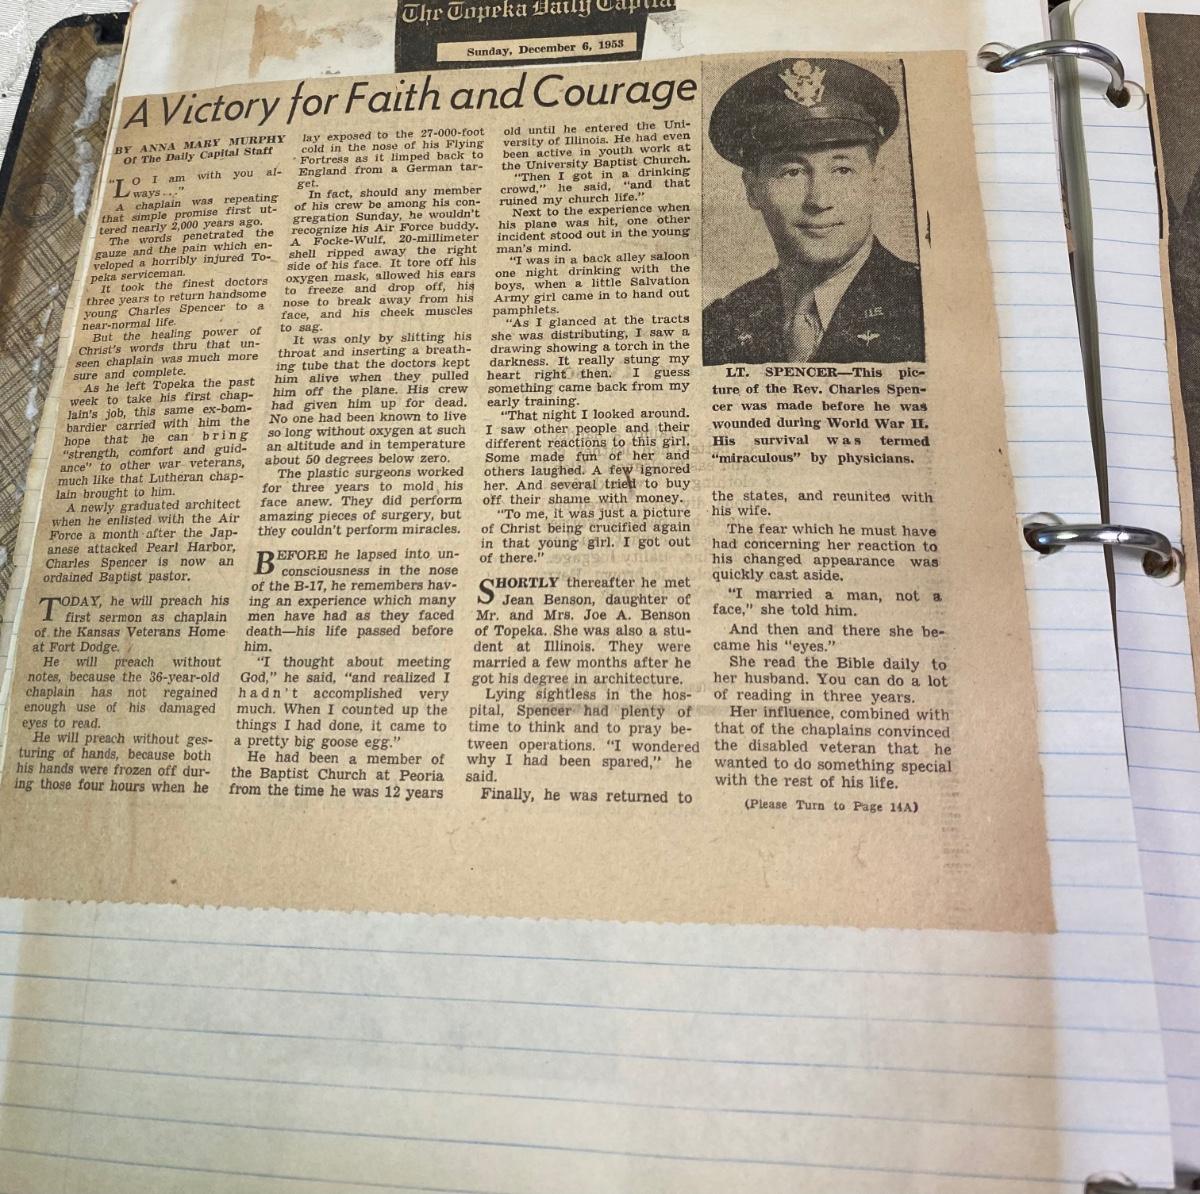 The Topeka Daily Capital
Sunday, December 6, 1953
A Victory for Faith and Courage
BY ANNA MARY MURPHY
Of The Daily Capital Staff
"LO I am with you al-
ways..."
A chaplain was repeating
that simple promise first ut-
tered nearly 2,000 years ago.
The words penetrated the
gauze and the pain which en-
veloped a horribly injured To-
peka serviceman.
It took the finest doctors
three years to return handsome
young Charles Spencer to a
near-normal life.
But the healing power of
Christ's words thru that un-
seen chaplain was much more
sure and complete.
As he left Topeka the past
week to take his first chap-
lain's job, this same ex-bom-
bardier carried with him the
hope that he can bring
"strength, comfort and guid-
ance" to other war veterans,
much like that Lutheran chap-
lain brought to him.
A newly graduated architect
when he enlisted with the Air
Force a month after the Jap-
anese attacked Pearl Harbor,
Charles Spencer is now an
ordained Baptist pastor.
TODAY, he will preach his
first sermon as chaplain
of the Kansas Veterans Home
at Fort Dodge.
He will preach without
notes, because the 36-year-old
chaplain has not regained
enough use of his damaged
eyes to read.
He will preach without ges-
turing of hands, because both
his hands were frozen off dur-
ing those four hours when he
lay exposed to the 27-000-foot
cold in the nose of his Flying
Fortress as it limped back to
England from a German tar-
get.
In fact, should any member
of his crew be among his con-
gregation Sunday, he wouldn't
recognize his Air Force buddy.
A Focke-Wulf, 20-millimeter
shell ripped away the right
side of his face. It tore off his
oxygen mask, allowed his ears
to freeze and drop off, his
nose to break away from his
face, and his cheek muscles
to sag.
It was only by slitting his
throat and inserting a breath-
ing tube that the doctors kept
him alive when they pulled
him off the plane. His crew
had given him up for dead.
No one had been known to live
so long without oxygen at such
an altitude and in temperature
about 50 degrees below zero.
The plastic surgeons worked
for three years to mold his
face anew. They did perform
amazing pieces of surgery, but
they couldn't perform miracles.
BEFORE he lapsed into un-
consciousness in the nose
of the B-17, he remembers hav-
ing an experience which many
men have had as they faced
death—his life passed before
him.
"I thought about meeting
God," he said, "and realized I
hadn't accomplished very
much. When I counted up the
things I had done, it came to
a pretty big goose egg."
He had been a member of
the Baptist Church at Peoria
from the time he was 12 years
old until he entered the Uni-
versity of Illinois. He had even
been active in youth work at
the University Baptist Church.
"Then I got in a drinking
crowd," he said, "and that
ruined my church life."
Next to the experience when
his plane was hit, one other
incident stood out in the young
man's mind.
"I was in a back alley saloon
one night drinking with the
boys, when a little Salvation
Army girl came in to hand out
pamphlets.
"As I glanced at the tracts
she was distributing, I saw a
drawing showing a torch in the
darkness. It really stung my
heart right then. I guess
something came back from my
early training.
"That night I looked around.
I saw other people and their
different reactions to this girl.
Some made fun of her and
others laughed. A few ignored
her. And several tried to buy
off their shame with money.
"To me, it was just a picture
of Christ being crucified again
in that young girl. I got out
of there."
SHORTLY thereafter he met
Jean Benson, daughter of
Mr. and Mrs. Joe A. Benson
of Topeka. She was also a stu-
dent at Illinois. They were
married a few months after he
got his degree in architecture.
Lying sightless in the hos-
pital, Spencer had plenty of
time to think and to pray be-
tween operations. "I wondered
why I had been spared," he
said.
Finally, he was returned to
LT. SPENCER—This pic-
ture of the Rev. Charles Spen-
cer was made before he was
wounded during World War II.
His survival was termed
"miraculous" by physicians.
the states, and reunited with
his wife.
The fear which he must have
had concerning her reaction to
his changed appearance was
quickly cast aside.
"I married a man, not a
face," she told him.
And then and there she be-
came his "eyes."
She read the Bible daily to
her husband. You can do a lot
of reading in three years.
Her influence, combined with
that of the chaplains convinced
the disabled veteran that he
wanted to do something special
with the rest of his life.
(Please Turn to Page 14A)